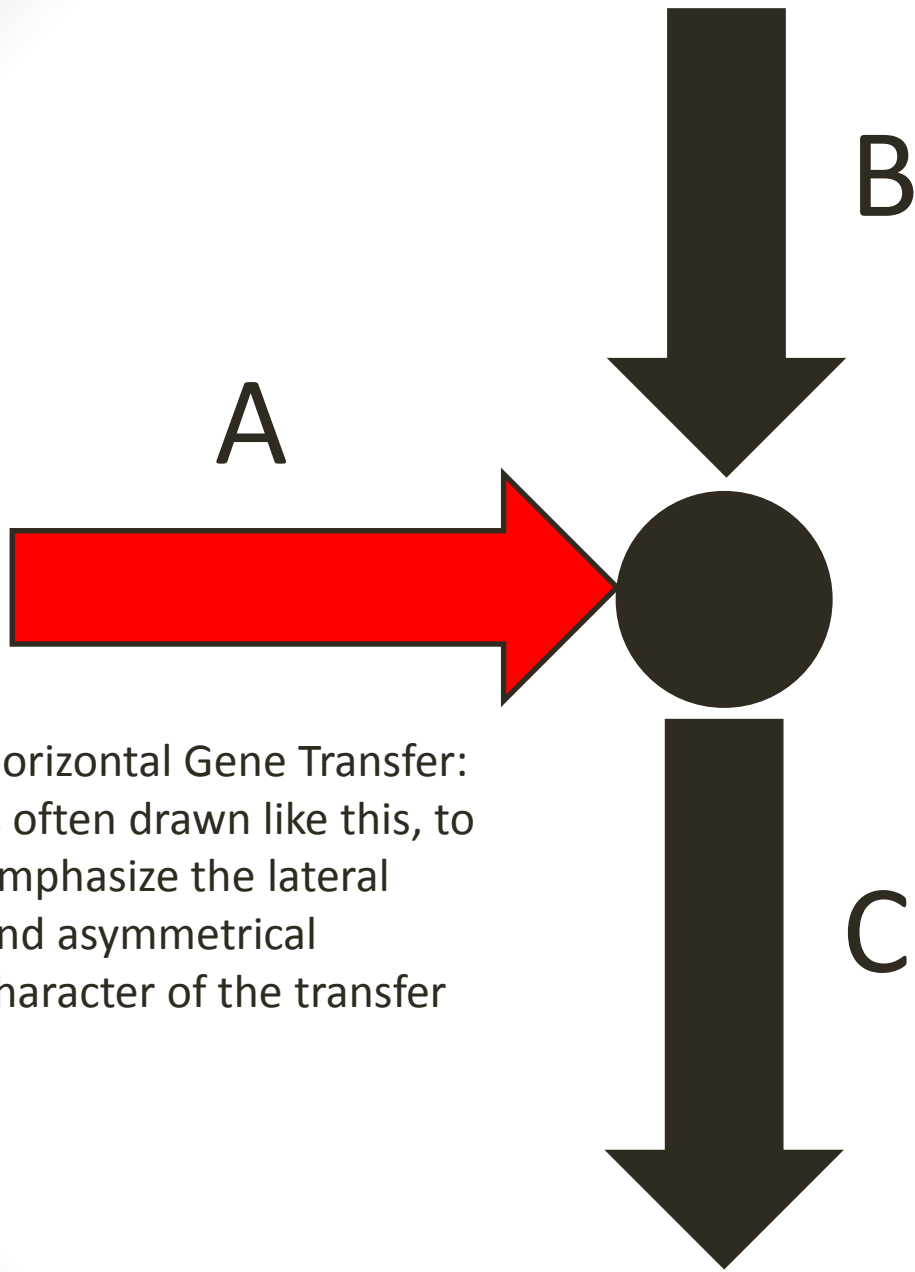 B
A
orizontal Gene Transfer:
often drawn like this, to
mphasize the lateral
nd asymmetrical
haracter of the transfer
C